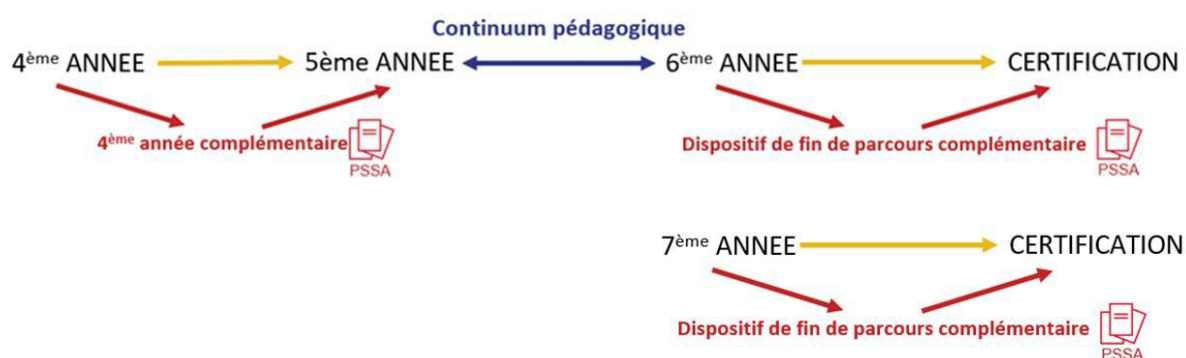 Continuum pédagogique
4ème ANNEE 5ème ANNEE 6ème ANNEE CERTIFICATION
4ème année complémentaire Dispositif de fin de parcours complémentaire
PSSA PSSA
7ème ANNEE CERTIFICATION
Dispositif de fin de parcours complémentaire
PSSA